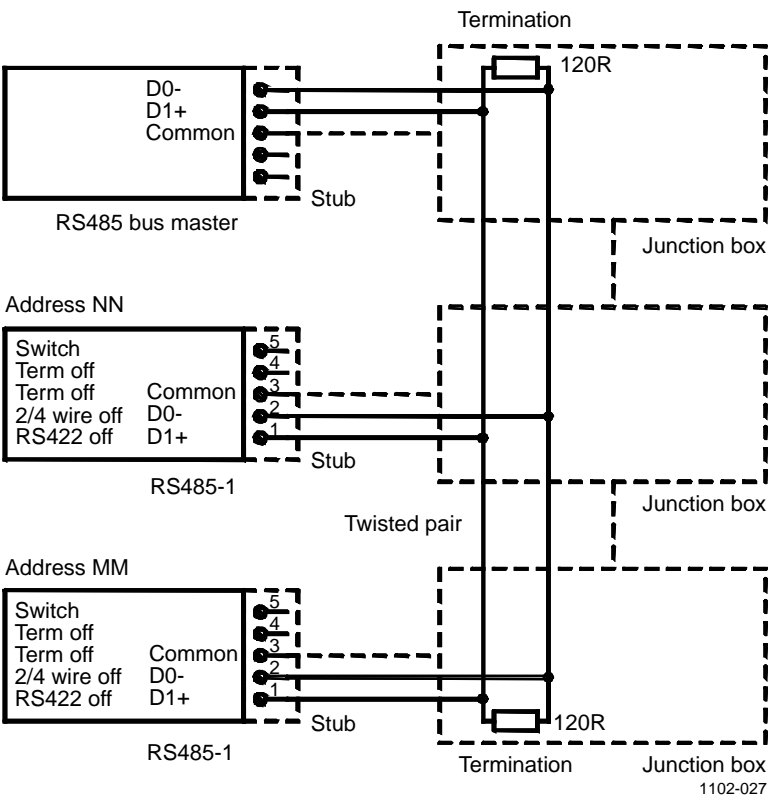 Termination
120R
D0-
D1+
Common
Stub
RS485 bus master
Junction box
Address NN
Switch
Term off
Term off Common
2/4 wire off D0-
RS422 off D1+
5
4
3
2
1
Stub
RS485-1
Junction box
Twisted pair
Address MM
Switch
Term off
Term off Common
2/4 wire off D0-
RS422 off D1+
5
4
3
2
1
Stub
120R
RS485-1
Termination
Junction box
1102-027